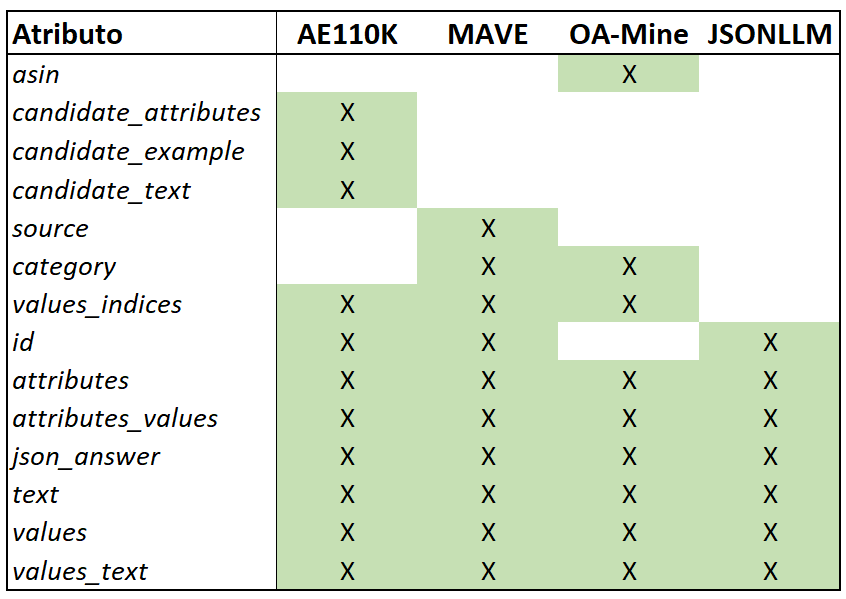 Atributo AE110K MAVE OA-Mine JSONLLM
asin X
candidate_attributes X
candidate_example X
candidate_text X
source X
category X X
values_indices X X X
id X X X
attributes X X X X
attributes_values X X X X
json_answer X X X X
text X X X X
values X X X X
values_text X X X X